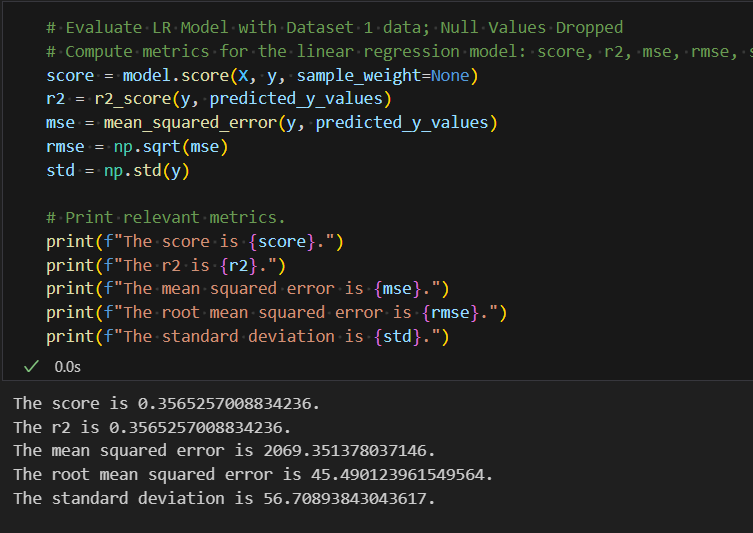 # Evaluate LR Model with Dataset 1 data; Null Values Dropped
# Compute metrics for the linear regression model: score, r2, mse, rmse,
score = model.score(X, y, sample_weight=None)
r2 = r2_score(y, predicted_y_values)
mse = mean_squared_error(y, predicted_y_values)
rmse = np.sqrt(mse)
std = np.std(y)
# Print relevant metrics.
print(f"The score is {score}.")
print(f"The r2 is {r2}.")
print(f"The mean squared error is {mse}.")
print(f"The root mean squared error is {rmse}.")
print(f"The standard deviation is {std}.")
0.0s
The score is 0.3565257008834236.
The r2 is 0.3565257008834236.
The mean squared error is 2069.351378037146.
The root mean squared error is 45.490123961549564.
The standard deviation is 56.70893843043617.